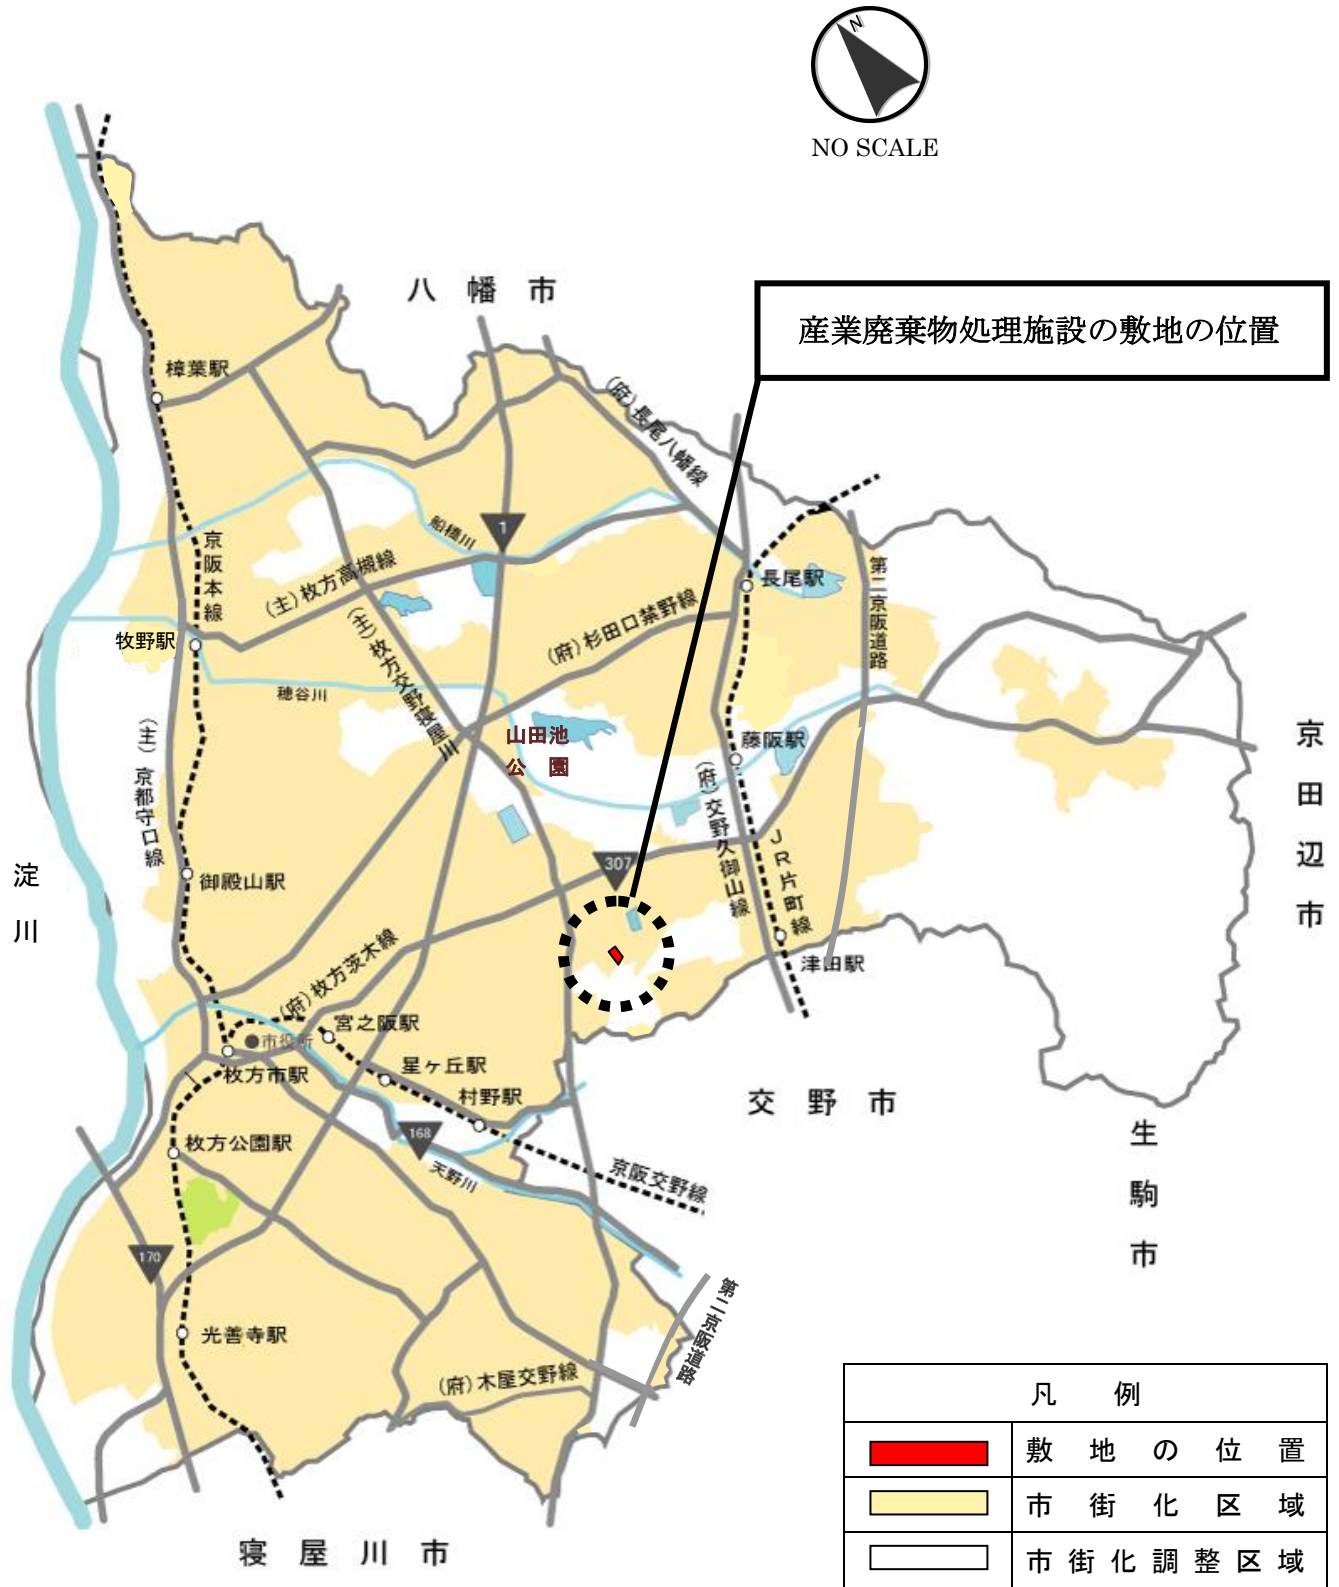 N
NO SCALE
八幡市
産業廃棄物処理施設の敷地の位置
樟葉駅
(府)長尾八幡線
船橋川
1
京阪本線
(主)枚方高槻線
長尾駅
第二京阪道路
(府)杉田口禁野線
(主)枚方交野寝屋川
牧野駅
穂谷川
山田池
公園
藤阪駅
(主)京都守口線
(府)交野久御山線
京田辺市
JR片町線
307
淀川
御殿山駅
(府)枚方茨木線
津田駅
宮之阪駅
市役所
枚方市駅
星ヶ丘駅
村野駅
交野市
168
生駒市
枚方公園駅
天野川
京阪交野線
170
第二京阪道路
光善寺駅
(府)木屋交野線
寝屋川市
凡例
敷地の位置
市街化区域
市街化調整区域